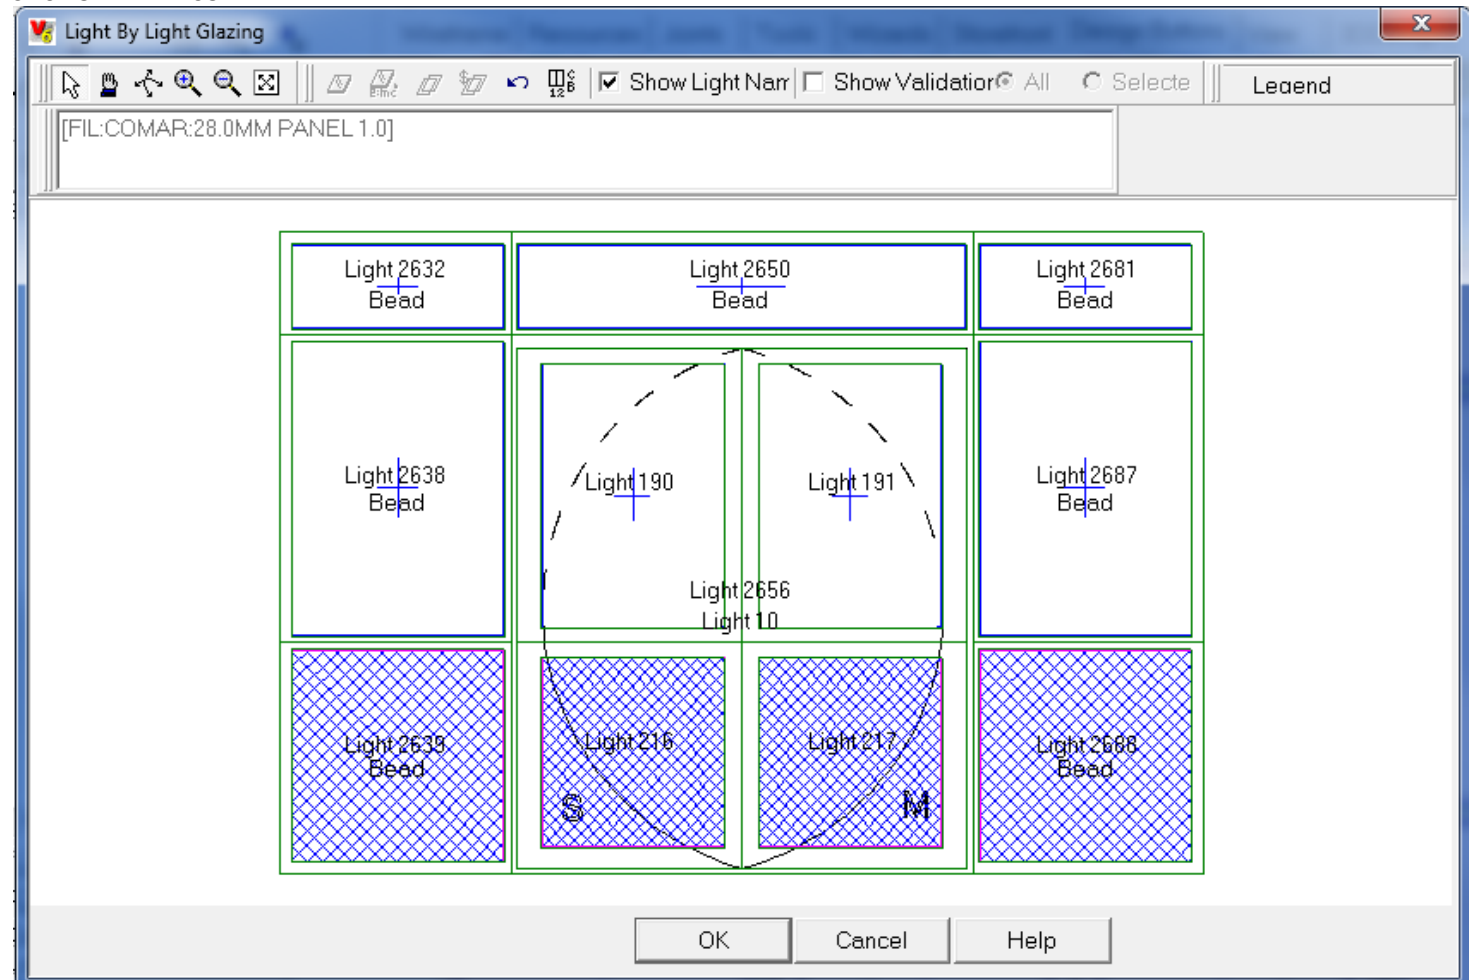 Light By Light Glazing
Show Light Nam
Show Validation
All
Selecte
Legend
[FIL:COMAR:28.0MM PANEL 1.0]
Light 2632
Bead
Light 2650
Bead
Light 2681
Bead
Light 2638
Bead
Light 190
Light 191
Light 2687
Bead
Light 2656
Light 10
Light 2639
Bead
Light 216
Light 217
Light 2688
Bead
S
M
OK
Cancel
Help